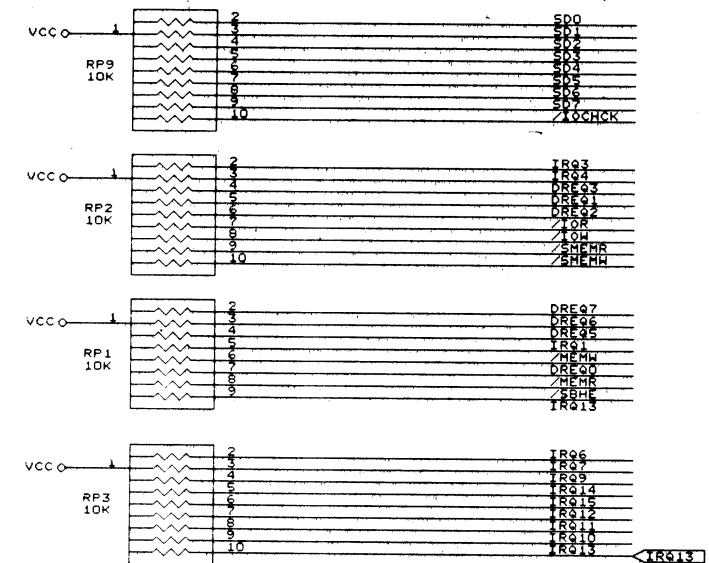 2 SD0
VCC 1 3 SD1
4 SD2
5 SD3
RP9 6 SD4
10K 7 SD5
8 SD6
9 SD7
10 /IOCHCK
2 IRQ3
VCC 1 3 IRQ4
4 DREQ3
5 DREQ1
RP2 6 DREQ2
10K 7 /IOR
8 /IOW
9 /SMEMR
10 /SMEMW
2 DREQ7
VCC 1 3 DREQ6
4 DREQ5
5 IRQ1
RP1 6 /MEMW
10K 7 DREQ0
8 /MEMR
9 /SBHE
IRQ13
2 IRQ6
VCC 1 3 IRQ7
4 IRQ9
5 IRQ14
RP3 6 IRQ15
10K 7 IRQ12
8 IRQ11
9 IRQ10
10 IRQ13 IRQ13